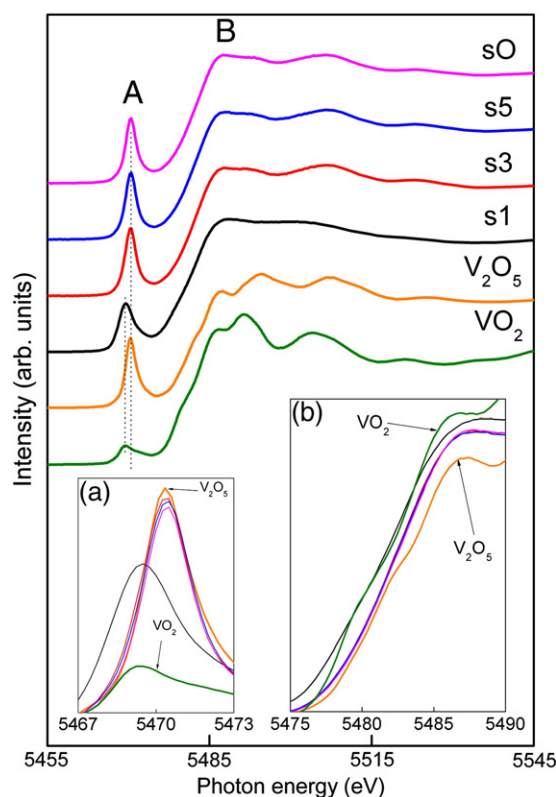 B
A
sO
s5
s3
s1
V₂O₅
VO₂
Intensity (arb. units)
(a)
V₂O₅
VO₂
5467 5470 5473
(b)
VO₂
V₂O₅
5475 5480 5485 5490
5455 5485 5515 5545
Photon energy (eV)